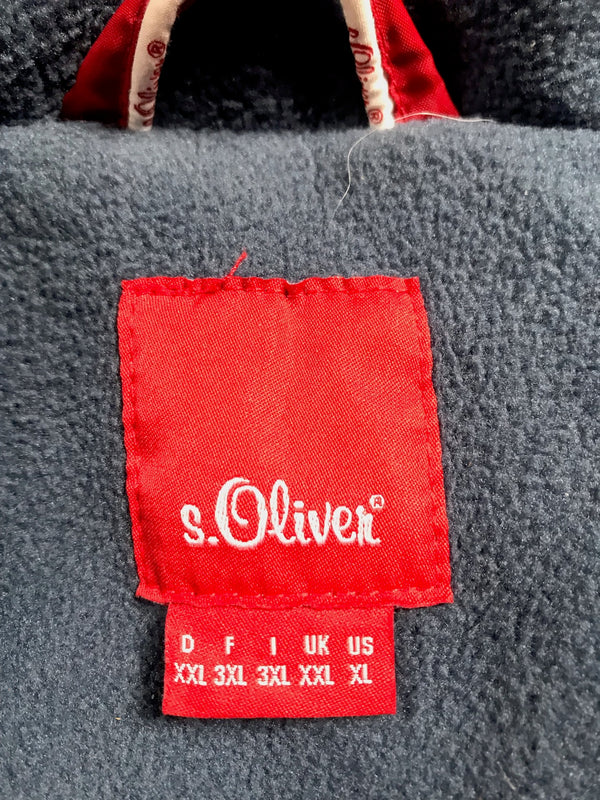 s.Oliver®
D F I UK US
XXL 3XL 3XL XXL XL